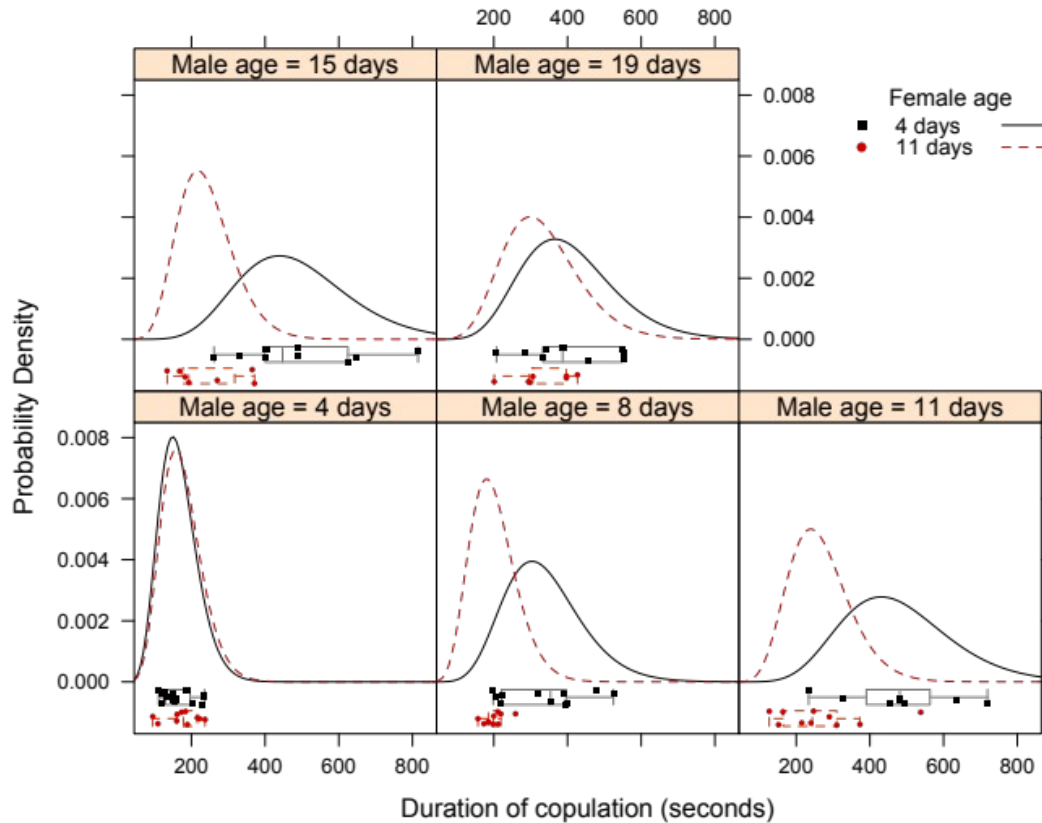 200 400 600 800
Male age = 15 days Male age = 19 days
Female age
4 days
11 days
0.008
0.006
0.004
0.002
0.000
Probability Density
Male age = 4 days Male age = 8 days Male age = 11 days
0.008
0.006
0.004
0.002
0.000
200 400 600 800 200 400 600 800
Duration of copulation (seconds)